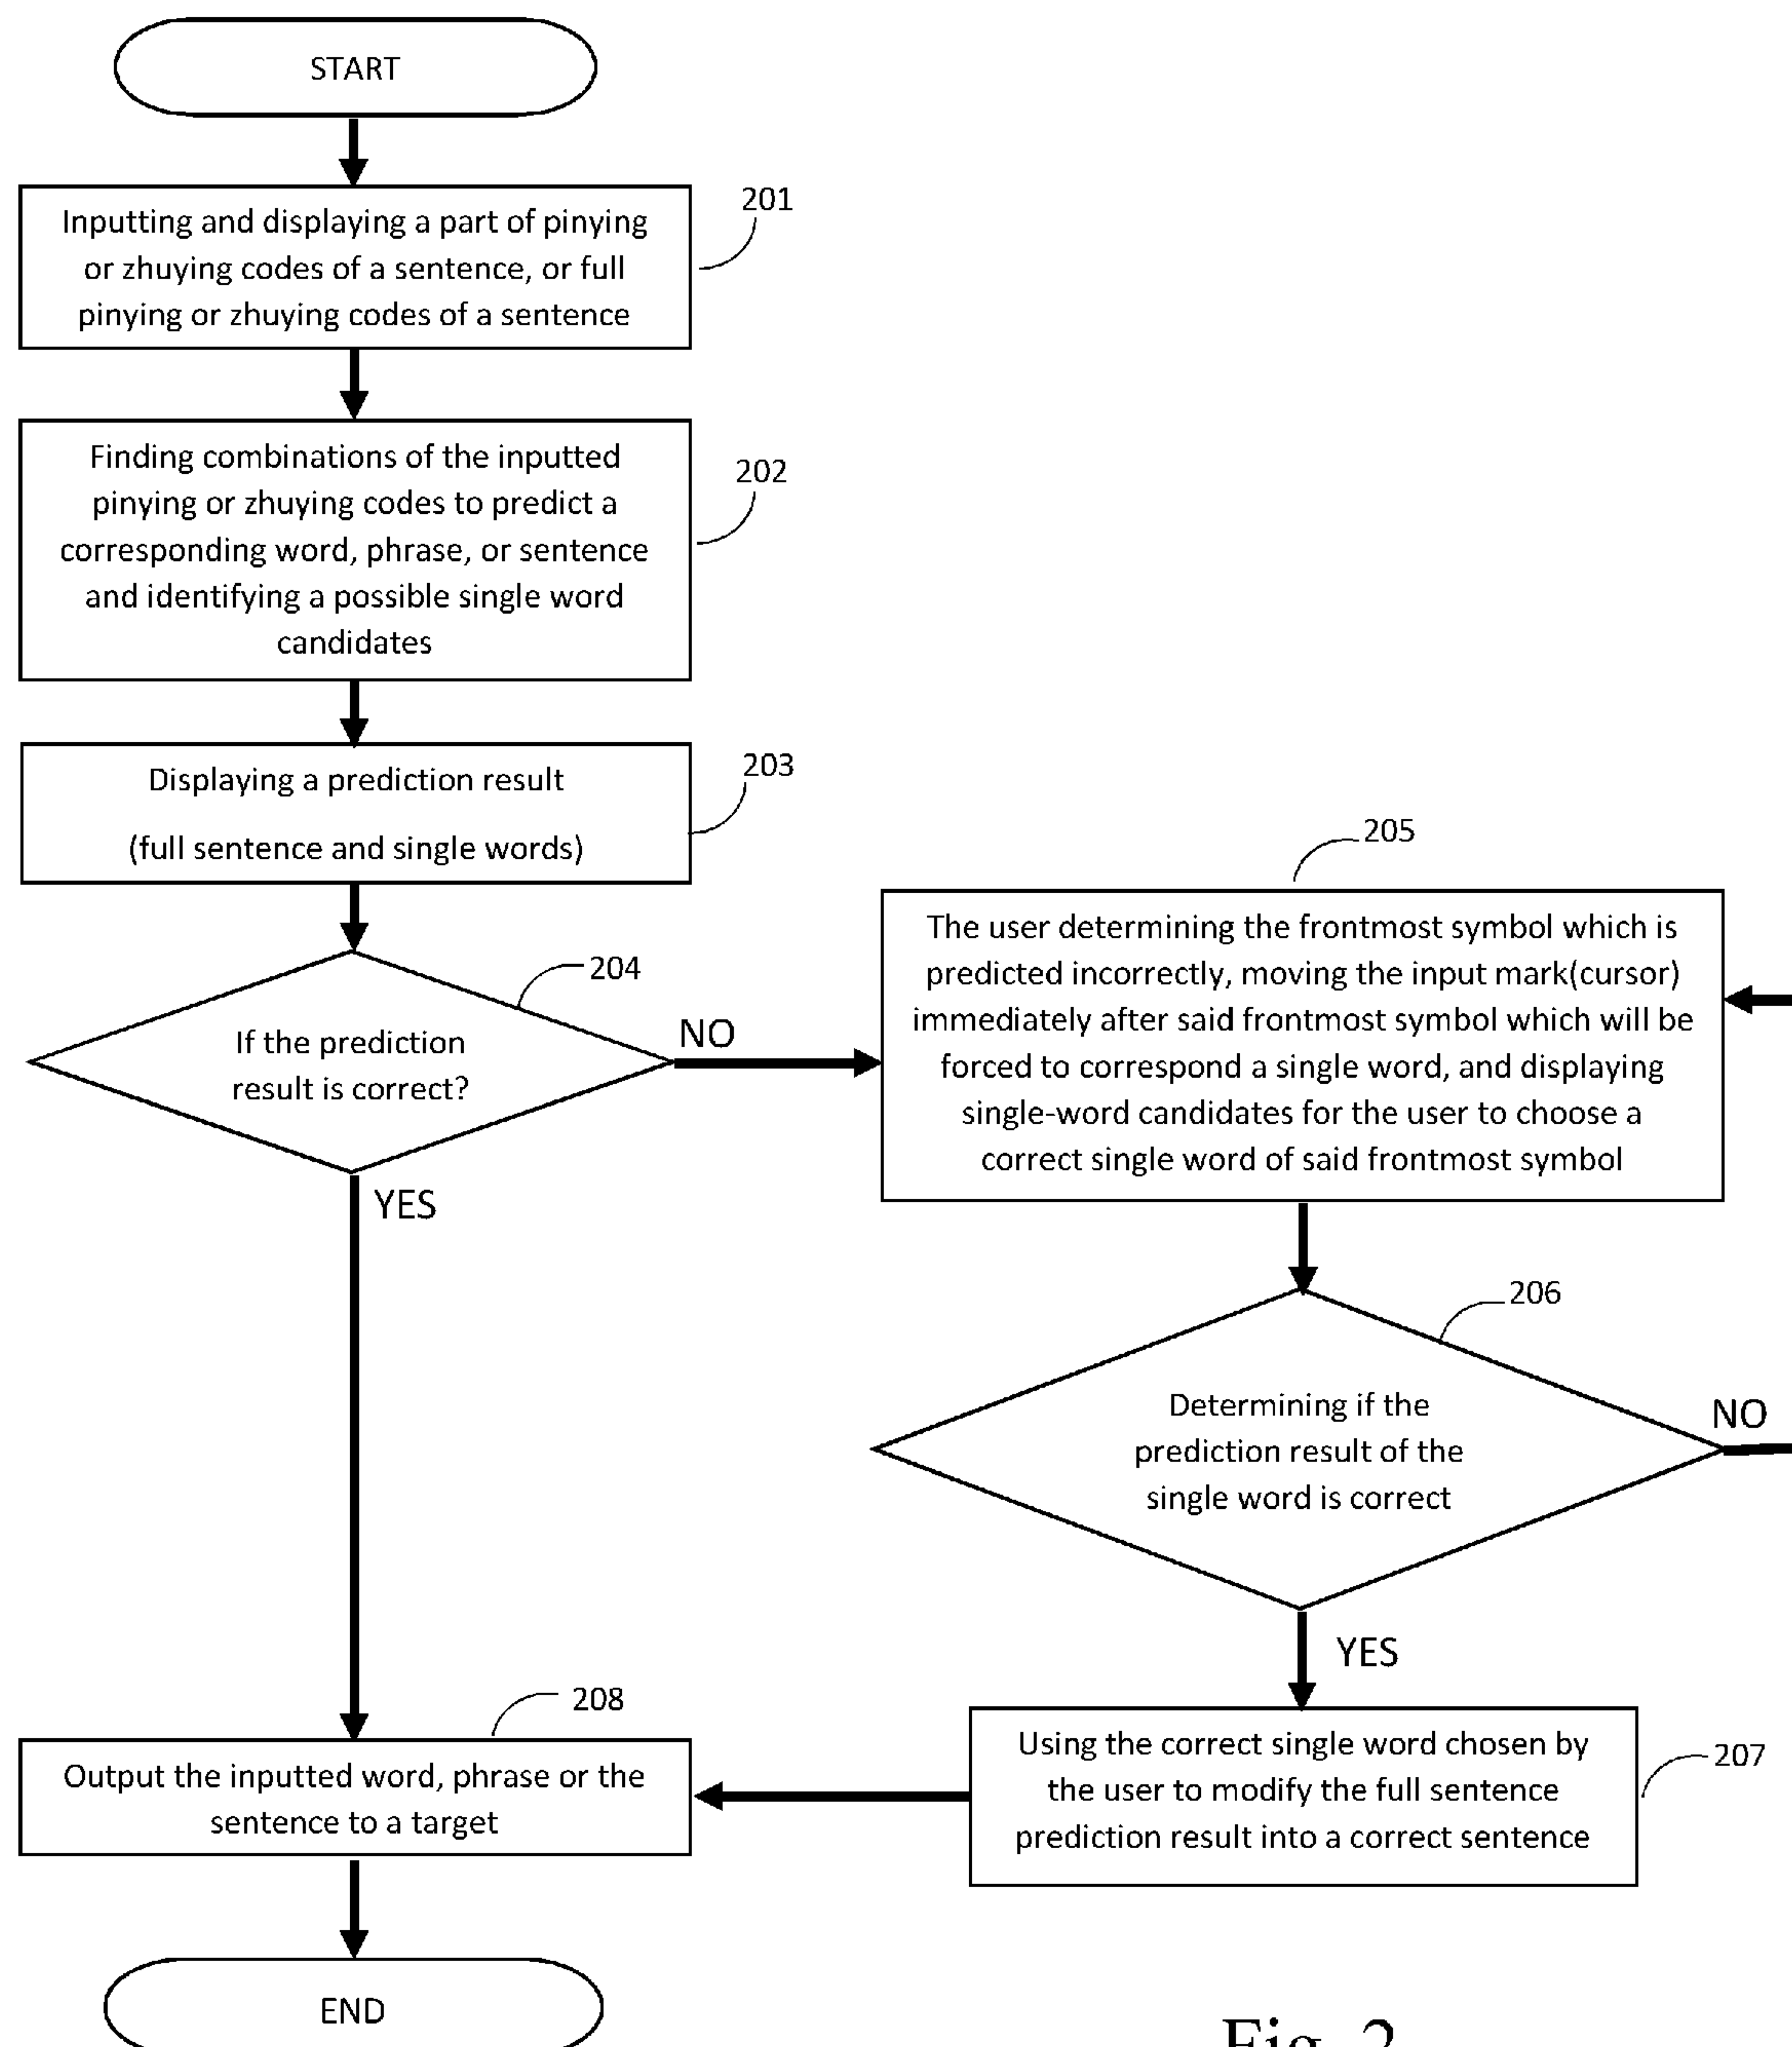 START
201
Inputting and displaying a part of pinying
or zhuying codes of a sentence, or full
pinying or zhuying codes of a sentence
202
Finding combinations of the inputted
pinying or zhuying codes to predict a
corresponding word, phrase, or sentence
and identifying a possible single word
candidates
203
Displaying a prediction result
(full sentence and single words)
204
If the prediction
result is correct?
NO
YES
205
The user determining the frontmost symbol which is
predicted incorrectly, moving the input mark(cursor)
immediately after said frontmost symbol which will be
forced to correspond a single word, and displaying
single-word candidates for the user to choose a
correct single word of said frontmost symbol
206
Determining if the
prediction result of the
single word is correct
NO
YES
207
Using the correct single word chosen by
the user to modify the full sentence
prediction result into a correct sentence
208
Output the inputted word, phrase or the
sentence to a target
END
Fig. 2